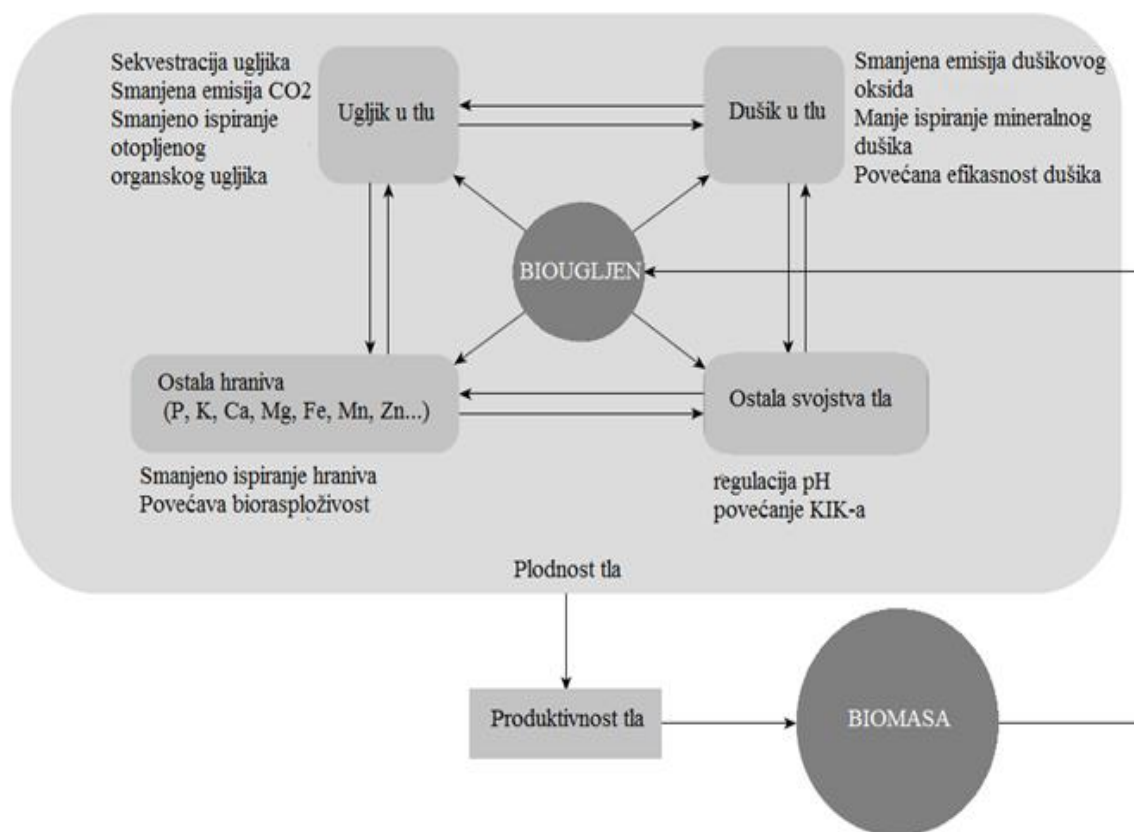 Sekvestracija ugljika
Smanjena emisija CO2
Smanjeno ispiranje
otopljenog
organskog ugljika
Ugljik u tlu
Dušik u tlu
Smanjena emisija dušikovog
oksida
Manje ispiranje mineralnog
dušika
Povećana efikasnost dušika
BIOUGLJEN
Ostala hraniva
(P, K, Ca, Mg, Fe, Mn, Zn...)
Ostala svojstva tla
Smanjeno ispiranje hraniva
Povećava biorasploživost
regulacija pH
povećanje KIK-a
Plodnost tla
Produktivnost tla
BIOMASA